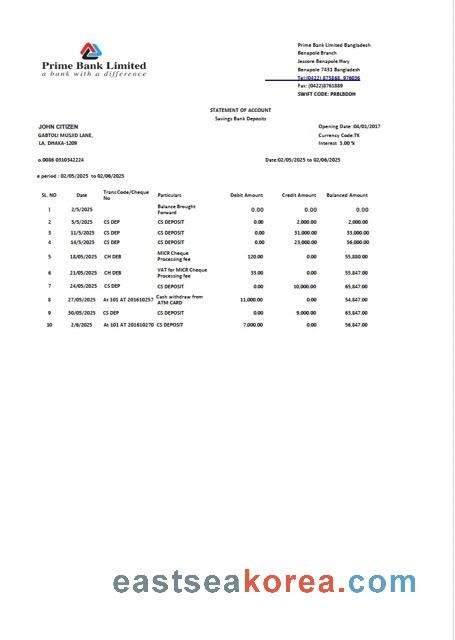 Prime Bank Limited
a bank with a difference
Prime Bank Limited Bangladesh
Benapole Branch
Jessore Benapole Hwy
Benapole 7431 Bangladesh
Tel:(0422) 875868, 976056
Fax: (0422)8761889
SWIFT CODE: PRBLBDDH
STATEMENT OF ACCOUNT
Savings Bank Deposits
JOHN CITIZEN
GABTOLI MUSJID LANE,
LA, DHAKA-1209
Opening Date :04/01/2017
Currency Code:TK
Interest 3.00 %
o.0086 0310342224
Date:02/05/2025 to 02/06/2025
e period : 02/05/2025 to 02/06/2025
SL. NO Date Trans Code/Cheque No Particulars Debit Amount Credit Amount Balanced Amount
1 2/5/2025 Balance Brought Forward 0.00 0.00 0.00
2 5/5/2025 CS DEP CS DEPOSIT 0.00 2,000.00 2,000.00
3 11/5/2025 CS DEP CS DEPOSIT 0.00 31,000.00 33,000.00
4 14/5/2025 CS DEP CS DEPOSIT 0.00 23,000.00 56,000.00
5 18/05/2025 CH DEB MICR Cheque Processing fee 120.00 0.00 55,880.00
6 21/05/2025 CH DEB VAT for MICR Cheque Processing fee 33.00 0.00 55,847.00
7 24/05/2025 CS DEP CS DEPOSIT 0.00 10,000.00 65,847.00
8 27/05/2025 At 101 AT 201610257 Cash withdraw from ATM CARD 11,000.00 0.00 54,847.00
9 30/05/2025 CS DEP CS DEPOSIT 0.00 9,000.00 63,847.00
10 2/6/2025 At 101 AT 201610270 CS DEPOSIT 7,000.00 0.00 56,847.00
eastseakorea.com